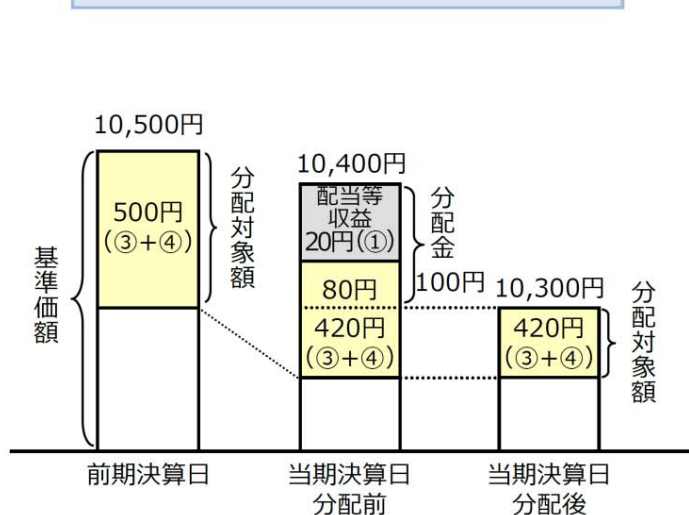 10,500円
500円
(③+④)
分配対象額
基準価額
前期決算日
10,400円
配当等
収益
20円(①)
80円
420円
(③+④)
分配金
100円
当期決算日
分配前
10,300円
420円
(③+④)
分配対象額
当期決算日
分配後